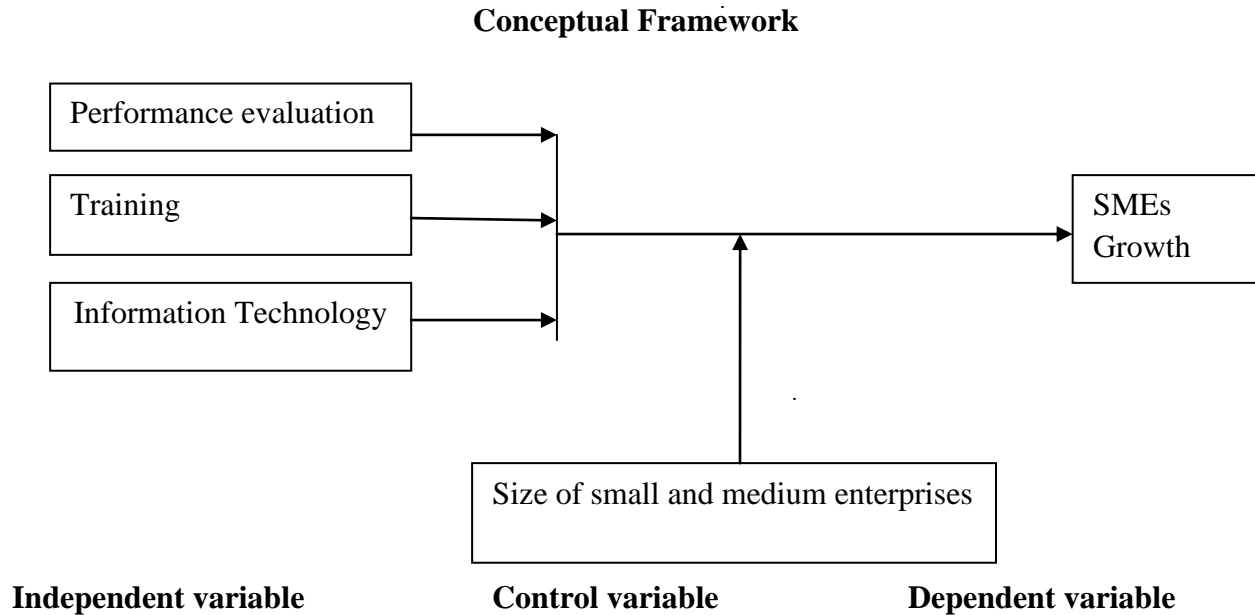 Conceptual Framework
Performance evaluation
Training
SMEs
Growth
Information Technology
Size of small and medium enterprises
Independent variable
Control variable
Dependent variable